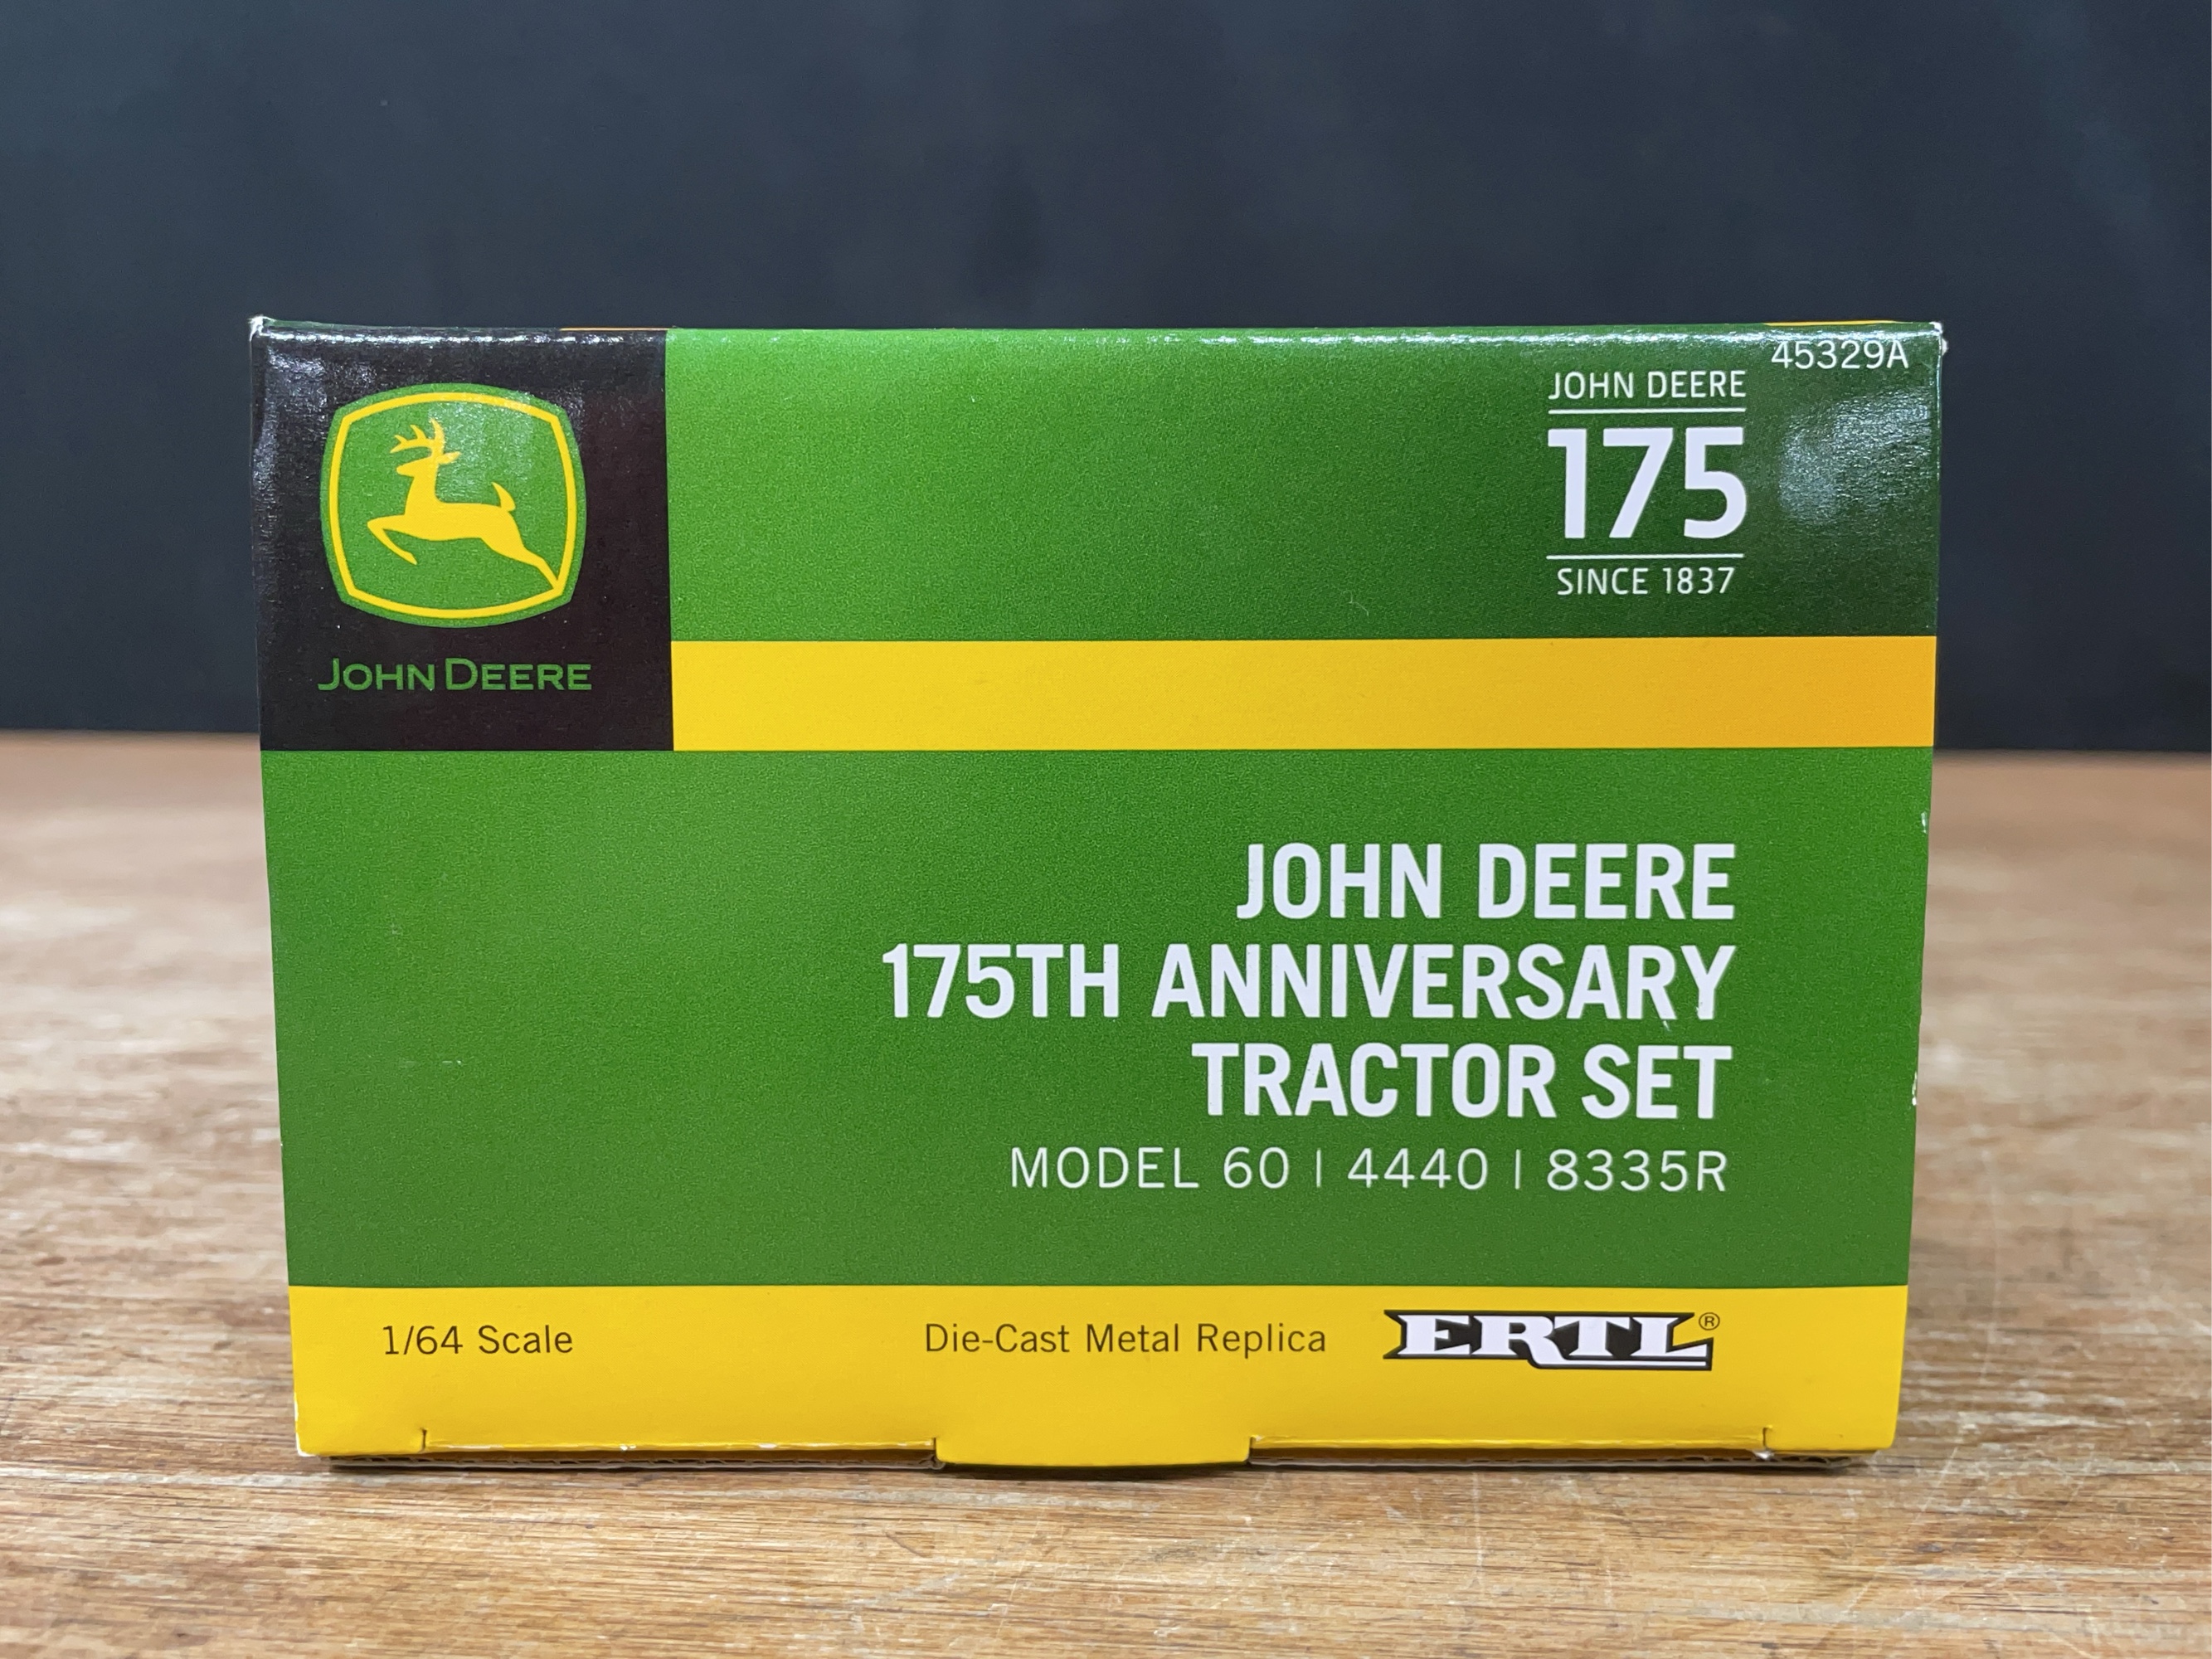 45329A
JOHN DEERE
175
SINCE 1837
JOHN DEERE
JOHN DEERE
175TH ANNIVERSARY
TRACTOR SET
MODEL 60 | 4440 | 8335R
1/64 Scale
Die-Cast Metal Replica
ERTL®